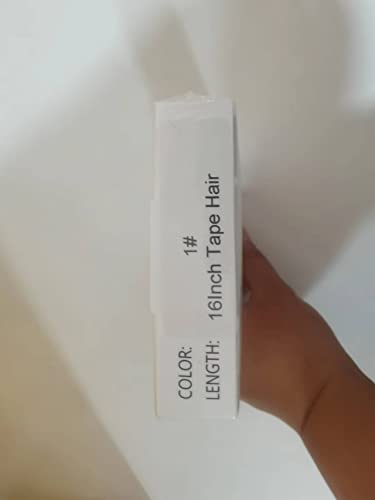 COLOR: 1#
LENGTH: 16Inch Tape Hair